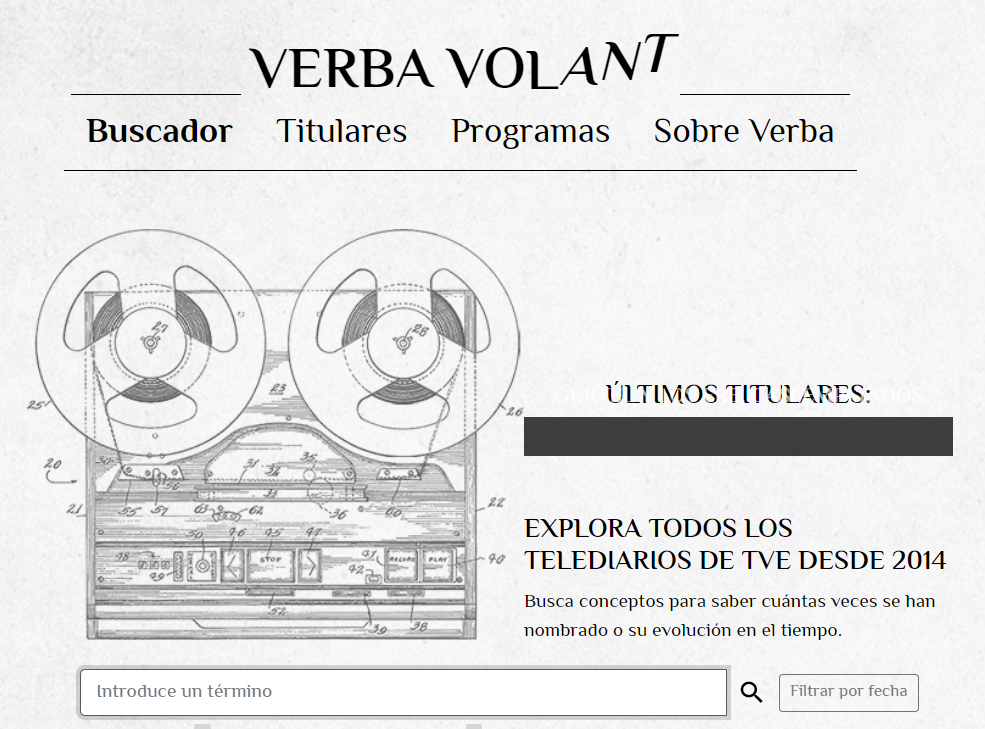 VERBA VOLANT
Buscador Titulares Programas Sobre Verba
ÚLTIMOS TITULARES:
EXPLORA TODOS LOS
TELEDIARIOS DE TVE DESDE 2014
Busca conceptos para saber cuántas veces se han
nombrado o su evolución en el tiempo.
27 28
23
25 26
20
31 32 35
33
55 57 56 60
21 63 62 36 22
50 46 45 47
48 41 40
STOP RECORD PLAY
49 42
52 39 38
Introduce un término Filtrar por fecha